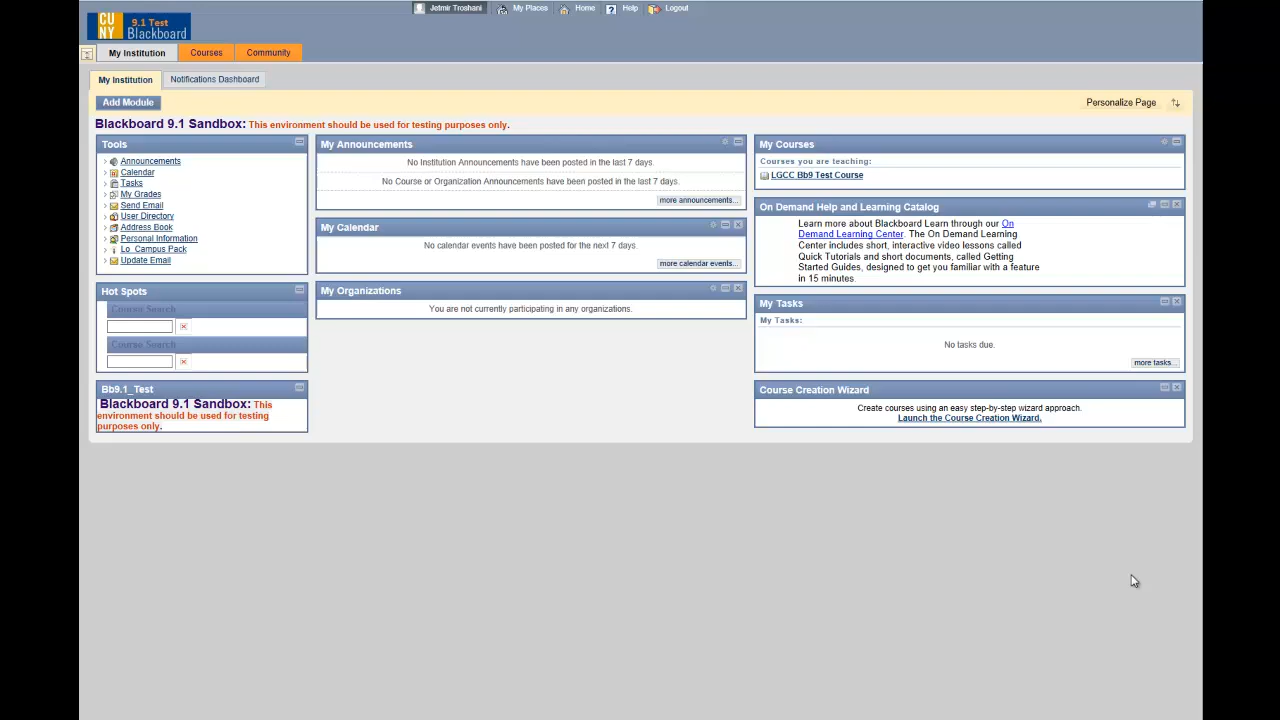 Jetmir Troshani My Places Home Help Logout
CU NY 9.1 Test Blackboard
My Institution Courses Community
My Institution Notifications Dashboard
Add Module Personalize Page
Blackboard 9.1 Sandbox: This environment should be used for testing purposes only.
Tools
Announcements
Calendar
Tasks
My Grades
Send Email
User Directory
Address Book
Personal Information
Lo_Campus Pack
Update Email
Hot Spots
Course Search
Course Search
Bb9.1_Test
Blackboard 9.1 Sandbox: This
environment should be used for testing
purposes only.
My Announcements
No Institution Announcements have been posted in the last 7 days.
No Course or Organization Announcements have been posted in the last 7 days.
more announcements...
My Calendar
No calendar events have been posted for the next 7 days.
more calendar events...
My Organizations
You are not currently participating in any organizations.
My Courses
Courses you are teaching:
LGCC Bb9 Test Course
On Demand Help and Learning Catalog
Learn more about Blackboard Learn through our On
Demand Learning Center. The On Demand Learning
Center includes short, interactive video lessons called
Quick Tutorials and short documents, called Getting
Started Guides, designed to get you familiar with a feature
in 15 minutes.
My Tasks
My Tasks:
No tasks due.
more tasks...
Course Creation Wizard
Create courses using an easy step-by-step wizard approach.
Launch the Course Creation Wizard.